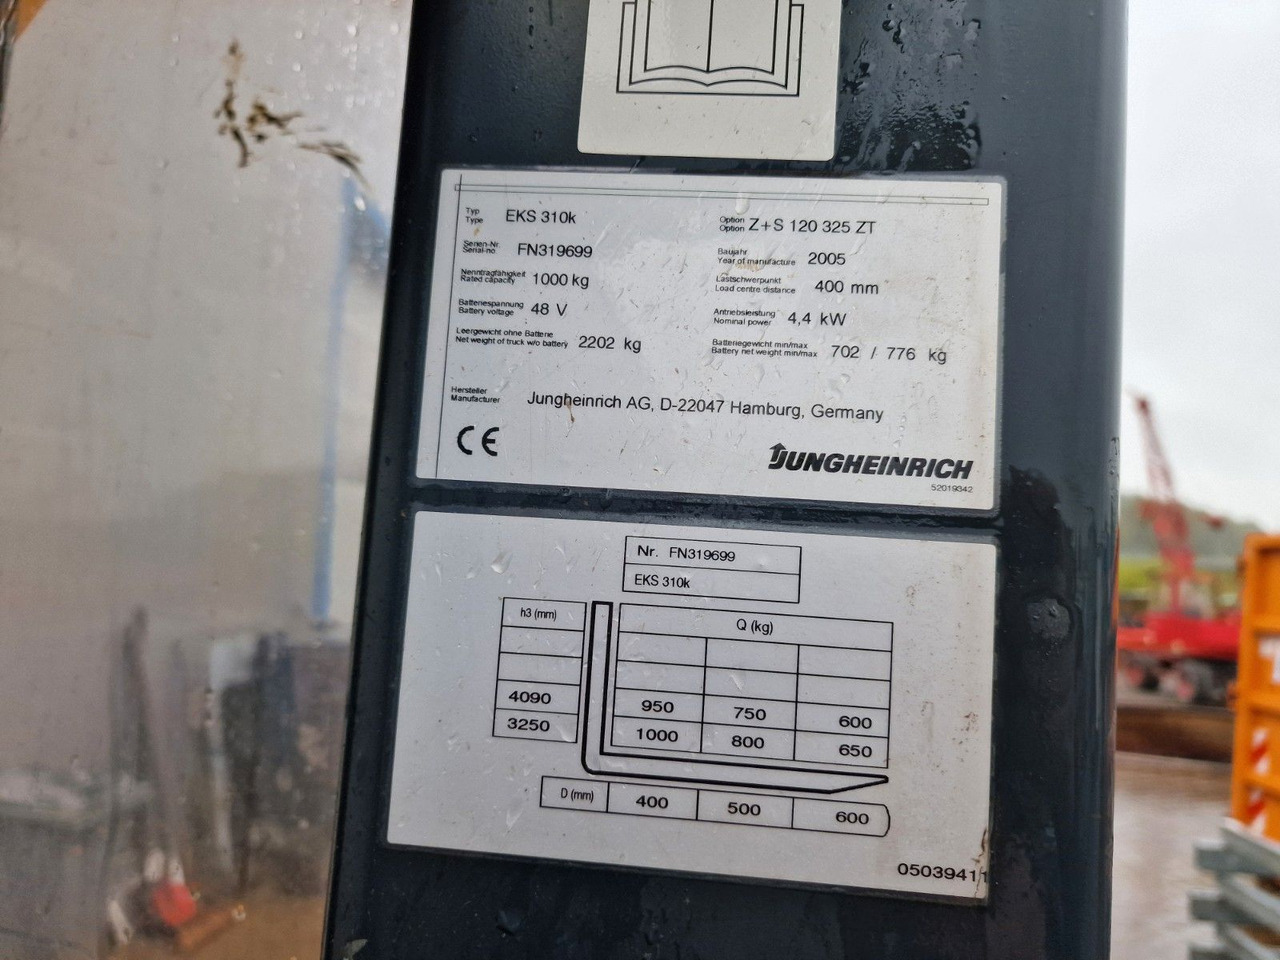 Typ
Type
EKS 310k
Option
Option
Z+S 120 325 ZT
Serien-Nr.
Serial-no
FN319699
Baujahr
Year of manufacture
2005
Nenntragfähigkeit
Rated capacity
1000 kg
Lastschwerpunkt
Load centre distance
400 mm
Batteriespannung
Battery voltage
48 V
Antriebsleistung
Nominal power
4,4 kW
Leergewicht ohne Batterie
Net weight of truck w/o battery
2202 kg
Batteriegewicht min/max
Battery net weight min/max
702 / 776 kg
Hersteller
Manufacturer
Jungheinrich AG, D-22047 Hamburg, Germany
CE
JUNGHEINRICH
52019342
Nr. FN319699
EKS 310k
h3 (mm)
Q (kg)
4090 950 750 600
3250 1000 800 650
D (mm) 400 500 600
05039411